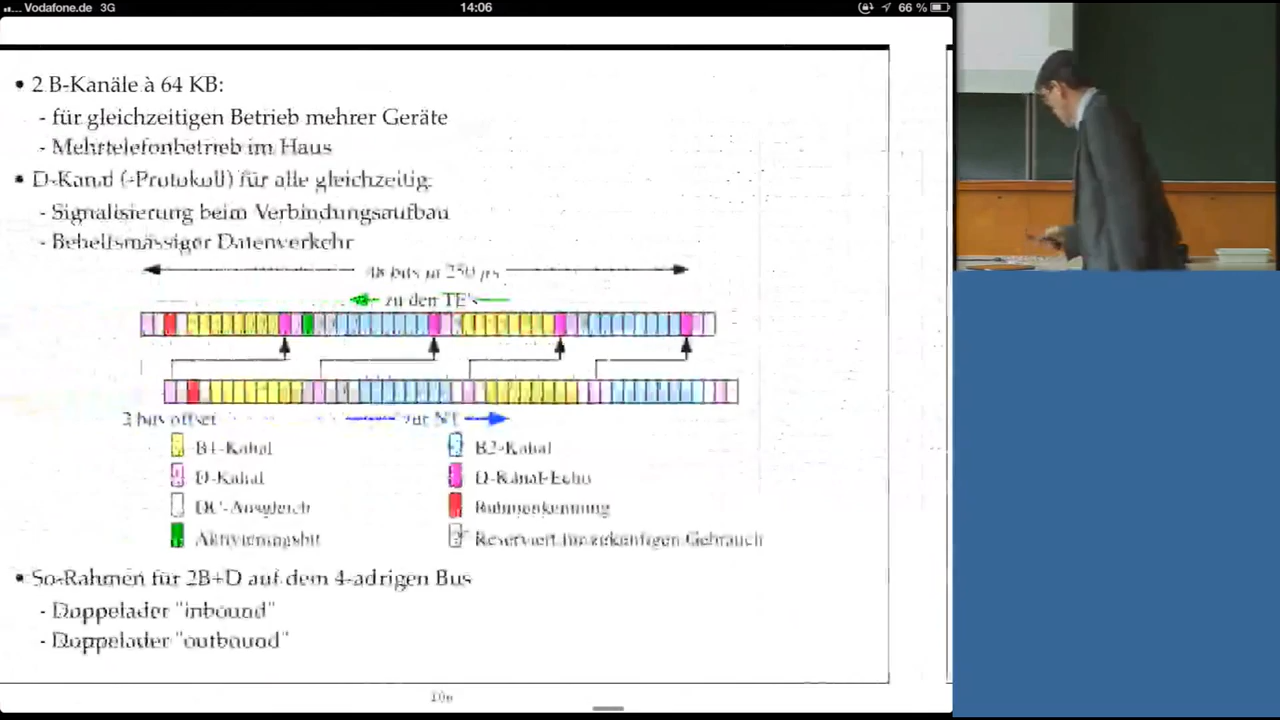 Vodafone.de 3G 14:06 66 %
• 2 B-Kanäle à 64 KB:
- für gleichzeitigen Betrieb mehrer Geräte
- Mehrtelefonbetrieb im Haus
• D-Kanal (-Protokoll) für alle gleichzeitig:
- Signalisierung beim Verbindungsaufbau
- Behelfsmässiger Datenverkehr
48 bits in 250 µs
zu den TE's
2 bits offset
zur NT
B1-Kanal B2-Kanal
D-Kanal D-Kanal-Echo
DC-Ausgleich Rahmenkennung
Aktivierungsbit Reserviert für zukünftigen Gebrauch
• So-Rahmen für 2B+D auf dem 4-adrigen Bus
- Doppelader "inbound"
- Doppelader "outbound"